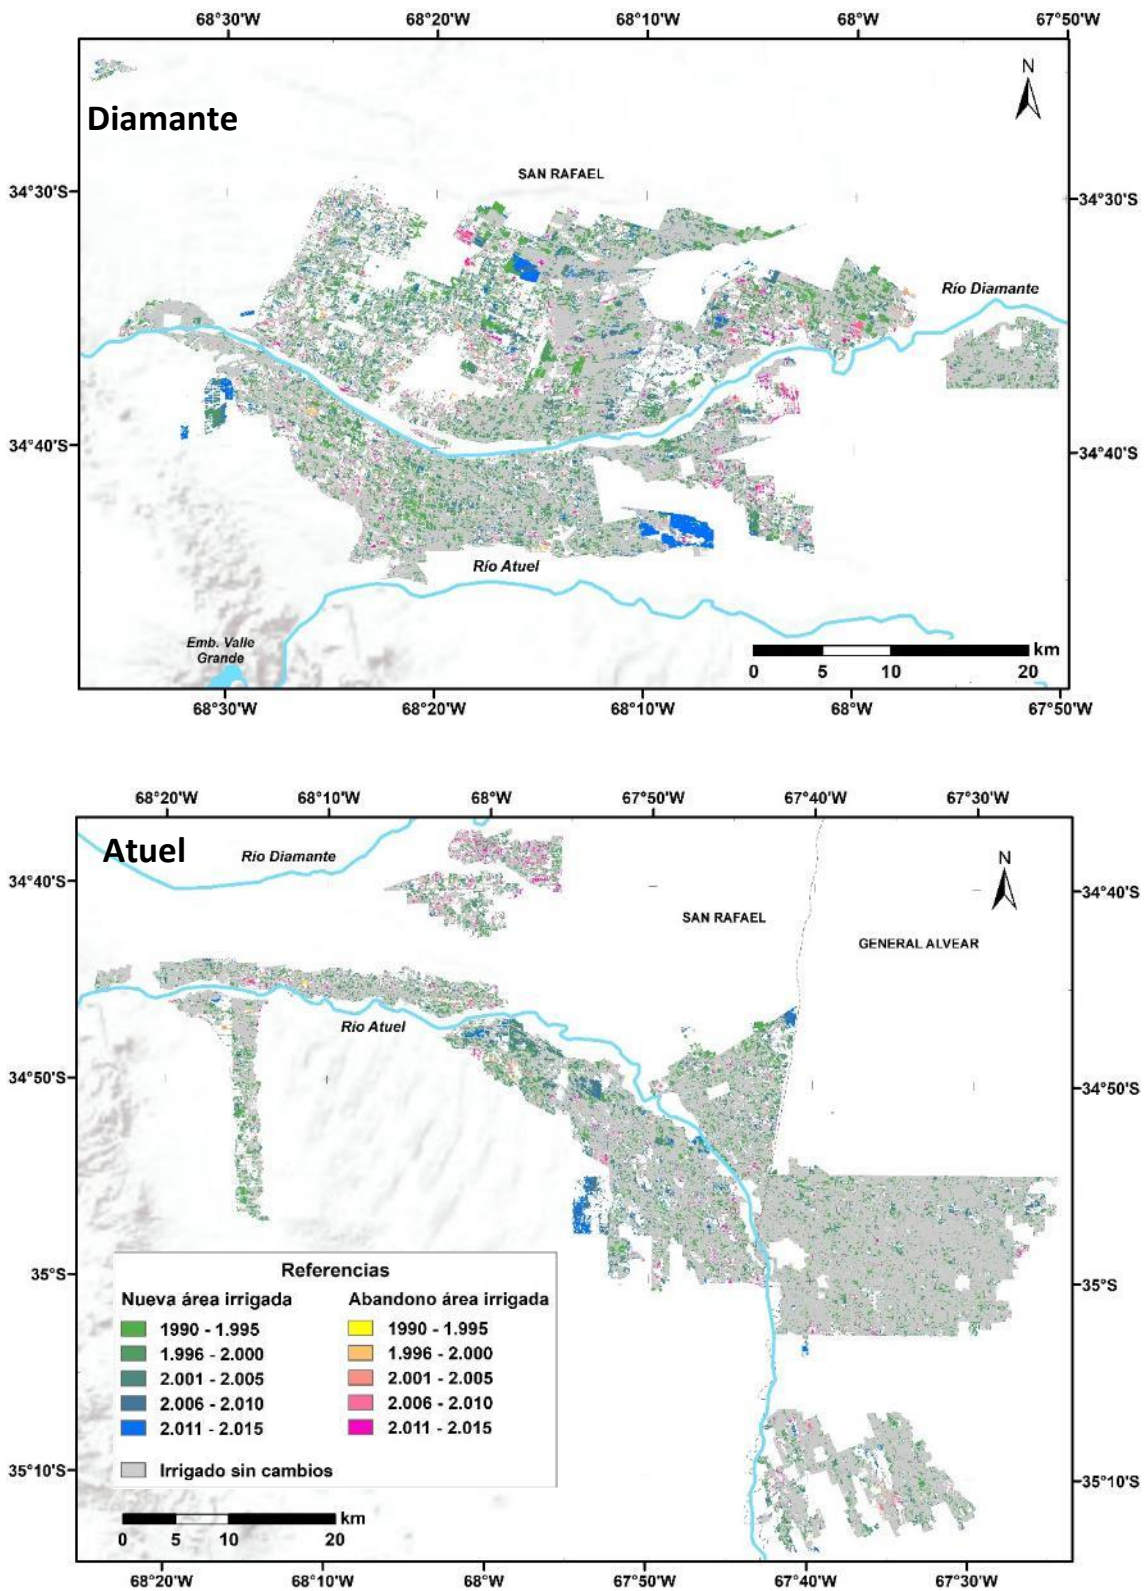 68°30'W 68°20'W 68°10'W 68°W 67°50'W
N
Diamante
SAN RAFAEL
34°30'S 34°30'S
Río Diamante
34°40'S 34°40'S
Río Atuel
Emb. Valle
Grande
km
0 5 10 20
68°30'W 68°20'W 68°10'W 68°W 67°50'W
68°20'W 68°10'W 68°W 67°50'W 67°40'W 67°30'W
Atuel
Río Diamante
N
34°40'S 34°40'S
SAN RAFAEL
GENERAL ALVEAR
Río Atuel
34°50'S 34°50'S
Referencias
35°S 35°S
Nueva área irrigada Abandono área irrigada
1990 - 1.995 1990 - 1.995
1.996 - 2.000 1.996 - 2.000
2.001 - 2.005 2.001 - 2.005
2.006 - 2.010 2.006 - 2.010
2.011 - 2.015 2.011 - 2.015
Irrigado sin cambios
35°10'S 35°10'S
km
0 5 10 20
68°20'W 68°10'W 68°W 67°50'W 67°40'W 67°30'W